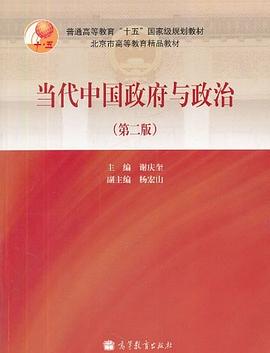 普通高等教育“十五”国家级规划教材
北京市高等教育精品教材
十·五
当代中国政府与政治
(第二版)
主 编 谢庆奎
副主编 杨宏山
高等教育出版社